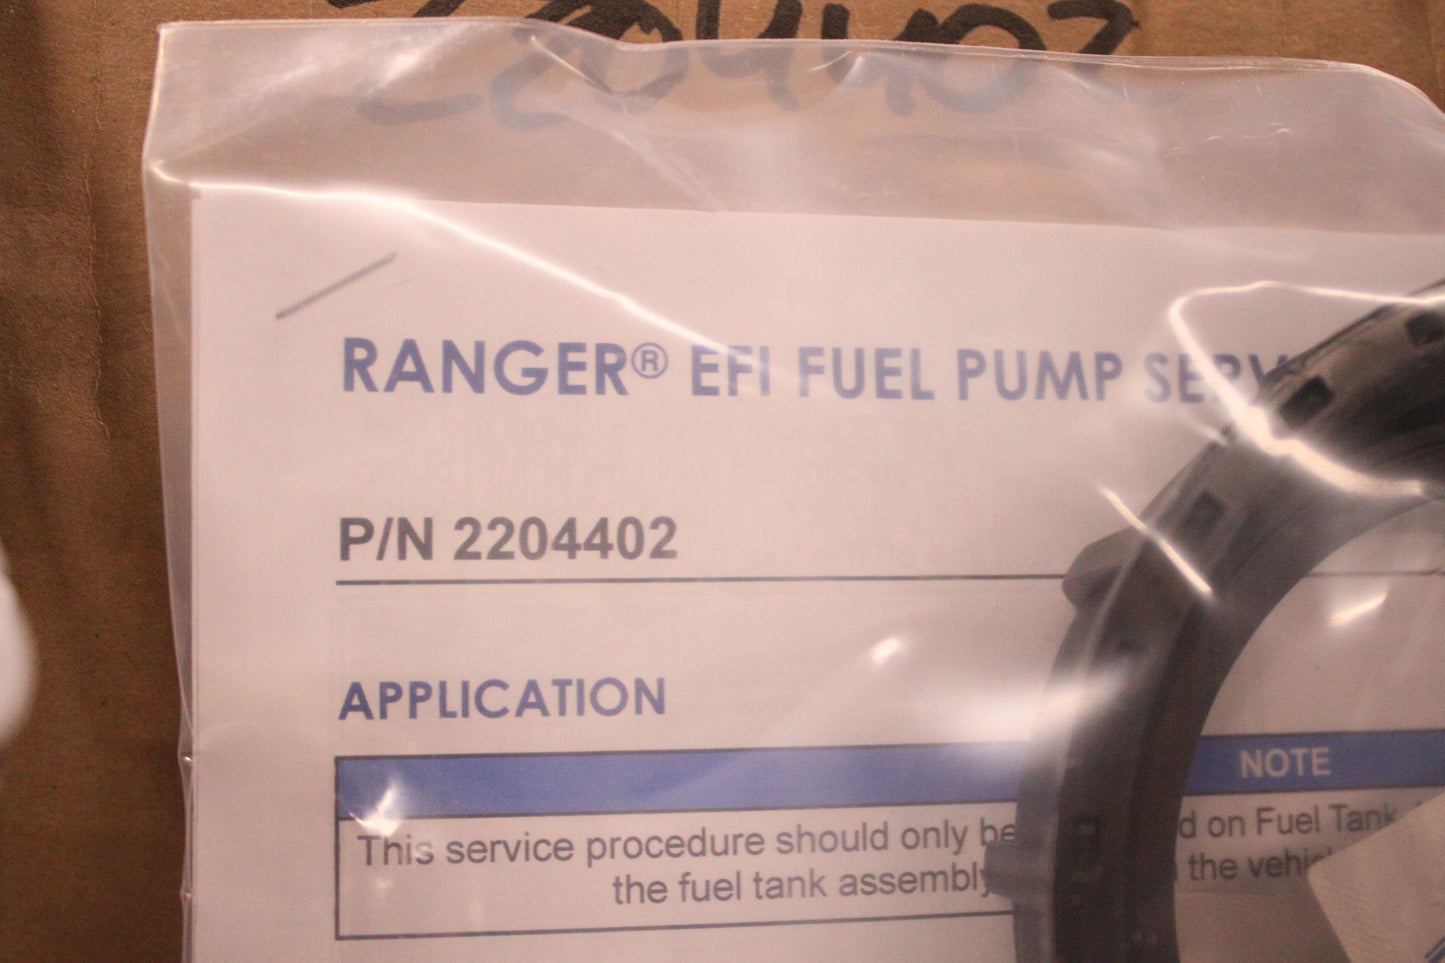 2204402
RANGER® EFI FUEL PUMP SERV
P/N 2204402
APPLICATION
NOTE
This service procedure should only be d on Fuel Tank
the fuel tank assembly the vehi